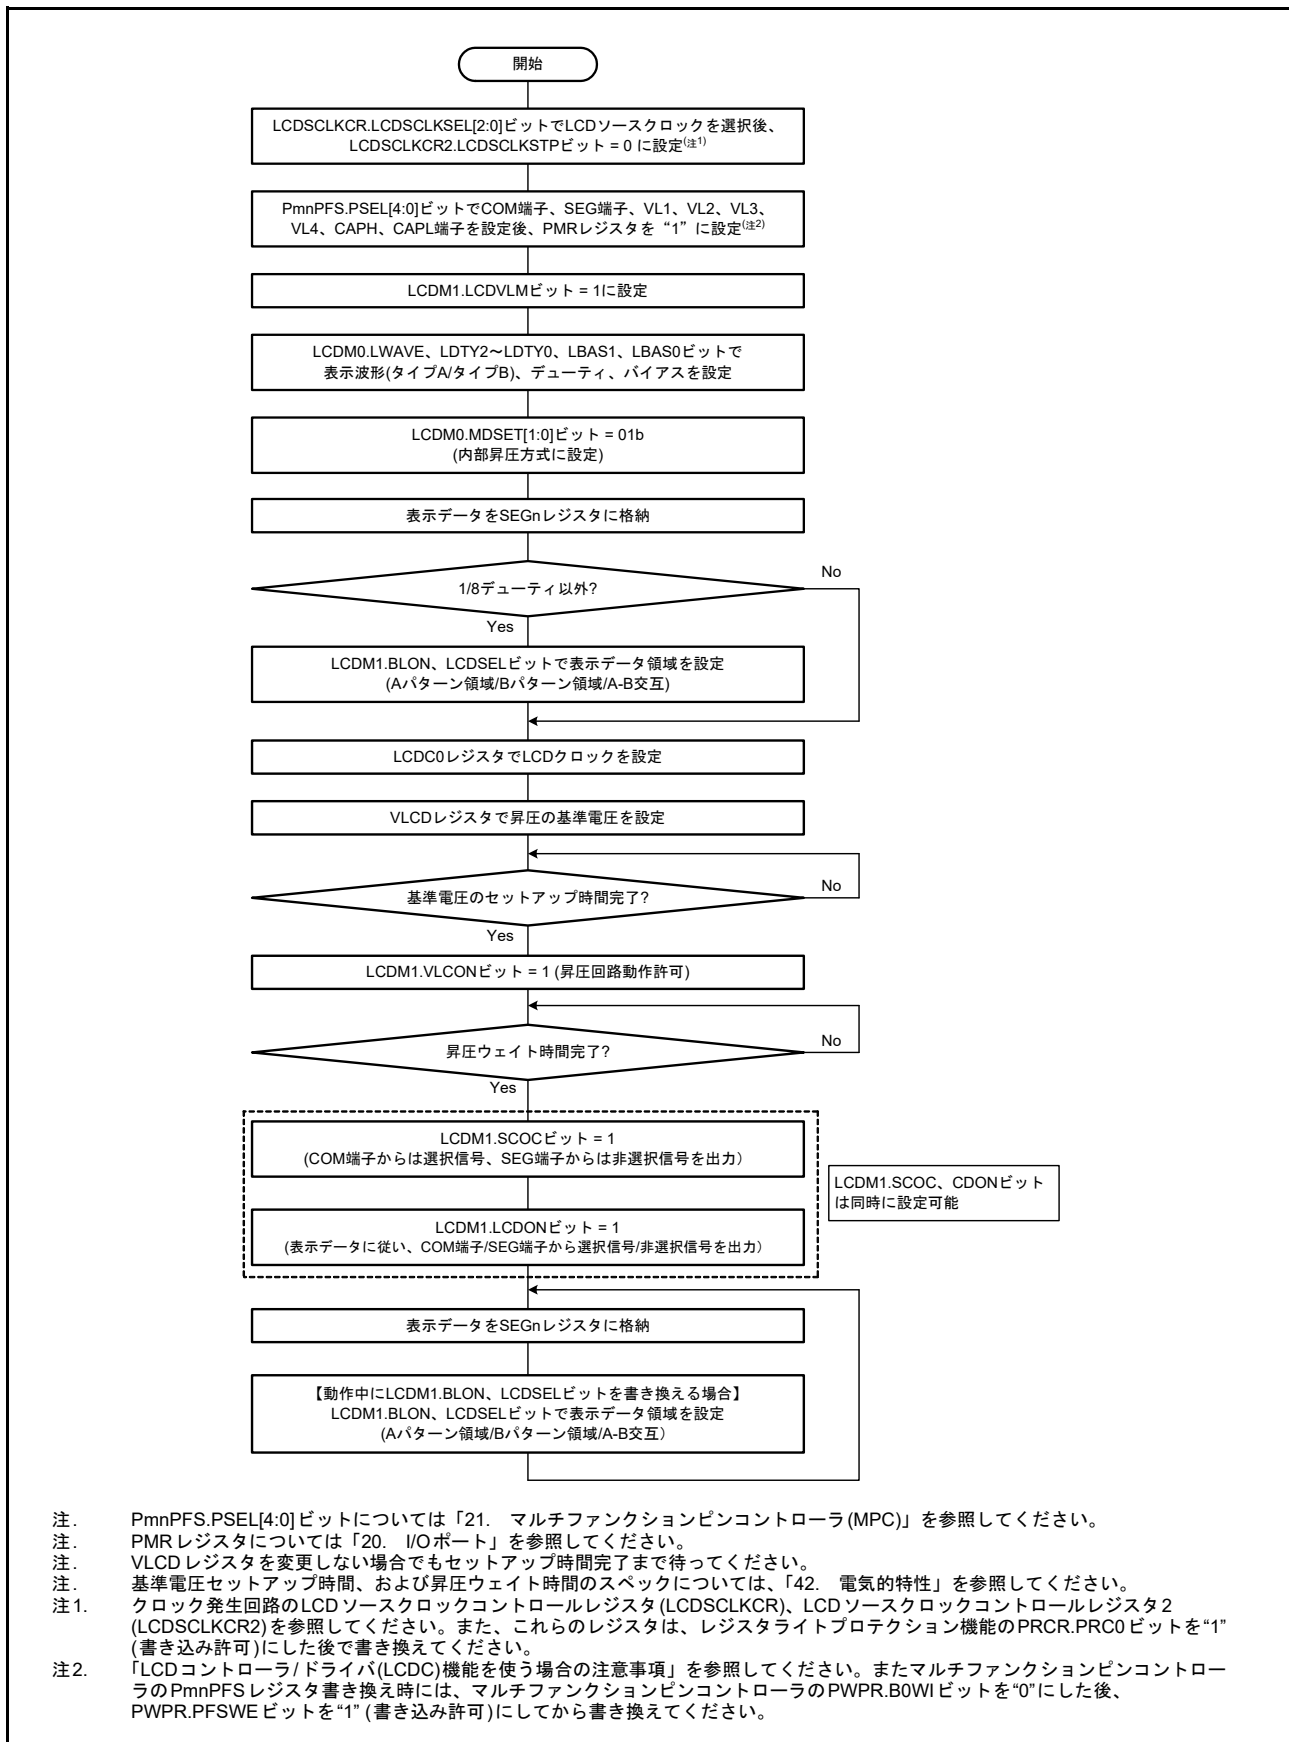 開始
LCDSCLKCR.LCDSCLKSEL[2:0]ビットでLCDソースクロックを選択後、
LCDSCLKCR2.LCDSCLKSTPビット = 0 に設定(注1)
PmnPFS.PSEL[4:0]ビットでCOM端子、SEG端子、VL1、VL2、VL3、
VL4、CAPH、CAPL端子を設定後、PMRレジスタを“1”に設定(注2)
LCDM1.LCDVLMビット = 1に設定
LCDM0.LWAVE、LDTY2～LDTY0、LBAS1、LBAS0ビットで
表示波形(タイプA/タイプB)、デューティ、バイアスを設定
LCDM0.MDSET[1:0]ビット = 01b
(内部昇圧方式に設定)
表示データをSEGnレジスタに格納
1/8デューティ以外?
No
Yes
LCDM1.BLON、LCDSELビットで表示データ領域を設定
(Aパターン領域/Bパターン領域/A-B交互)
LCDC0レジスタでLCDクロックを設定
VLCDレジスタで昇圧の基準電圧を設定
基準電圧のセットアップ時間完了?
No
Yes
LCDM1.VLCONビット = 1 (昇圧回路動作許可)
昇圧ウェイト時間完了?
No
Yes
LCDM1.SCOCビット = 1
(COM端子からは選択信号、SEG端子からは非選択信号を出力)
LCDM1.SCOC、CDONビット
は同時に設定可能
LCDM1.LCDONビット = 1
(表示データに従い、COM端子/SEG端子から選択信号/非選択信号を出力)
表示データをSEGnレジスタに格納
【動作中にLCDM1.BLON、LCDSELビットを書き換える場合】
LCDM1.BLON、LCDSELビットで表示データ領域を設定
(Aパターン領域/Bパターン領域/A-B交互)
注. PmnPFS.PSEL[4:0]ビットについては「21. マルチファンクションピンコントローラ(MPC)」を参照してください。
注. PMRレジスタについては「20. I/Oポート」を参照してください。
注. VLCDレジスタを変更しない場合でもセットアップ時間完了まで待ってください。
注. 基準電圧セットアップ時間、および昇圧ウェイト時間のスペックについては、「42. 電気的特性」を参照してください。
注1. クロック発生回路のLCDソースクロックコントロールレジスタ(LCDSCLKCR)、LCDソースクロックコントロールレジスタ2
(LCDSCLKCR2)を参照してください。また、これらのレジスタは、レジスタライトプロテクション機能のPRCR.PRC0ビットを“1”
(書き込み許可)にした後で書き換えてください。
注2. 「LCDコントローラ/ドライバ(LCDC)機能を使う場合の注意事項」を参照してください。またマルチファンクションピンコントロー
ラのPmnPFSレジスタ書き換え時には、マルチファンクションピンコントローラのPWPR.B0WIビットを“0”にした後、
PWPR.PFSWEビットを“1” (書き込み許可)にしてから書き換えてください。